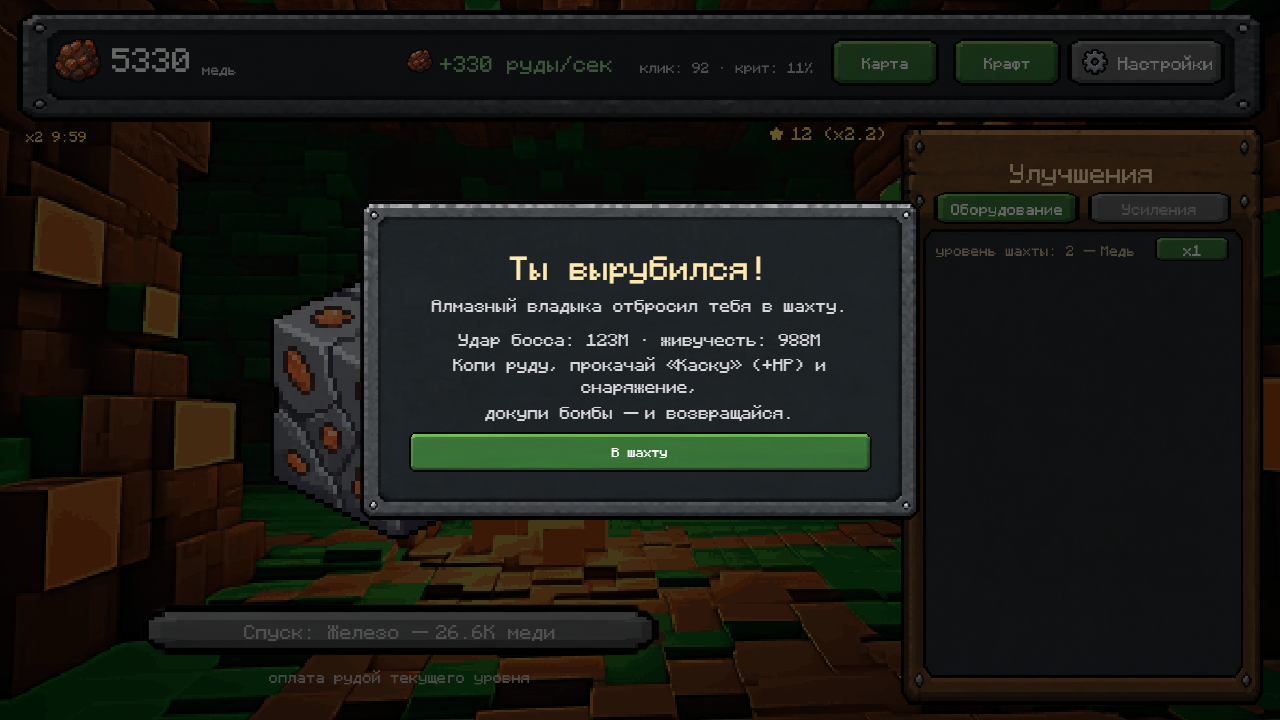 5330 медь
+330 руды/сек
клик: 92 · крит: 11%
Карта
Крафт
Настройки
x2 9:59
12 (x2.2)
Улучшения
Оборудование
Усиления
уровень шахты: 2 — Медь
x1
Ты вырубился!
Алмазный владыка отбросил тебя в шахту.
Удар босса: 123M · живучесть: 988M
Копи руду, прокачай «Каску» (+HP) и
снаряжение,
докупи бомбы — и возвращайся.
В шахту
Спуск: Железо — 26.6K меди
оплата рудой текущего уровня